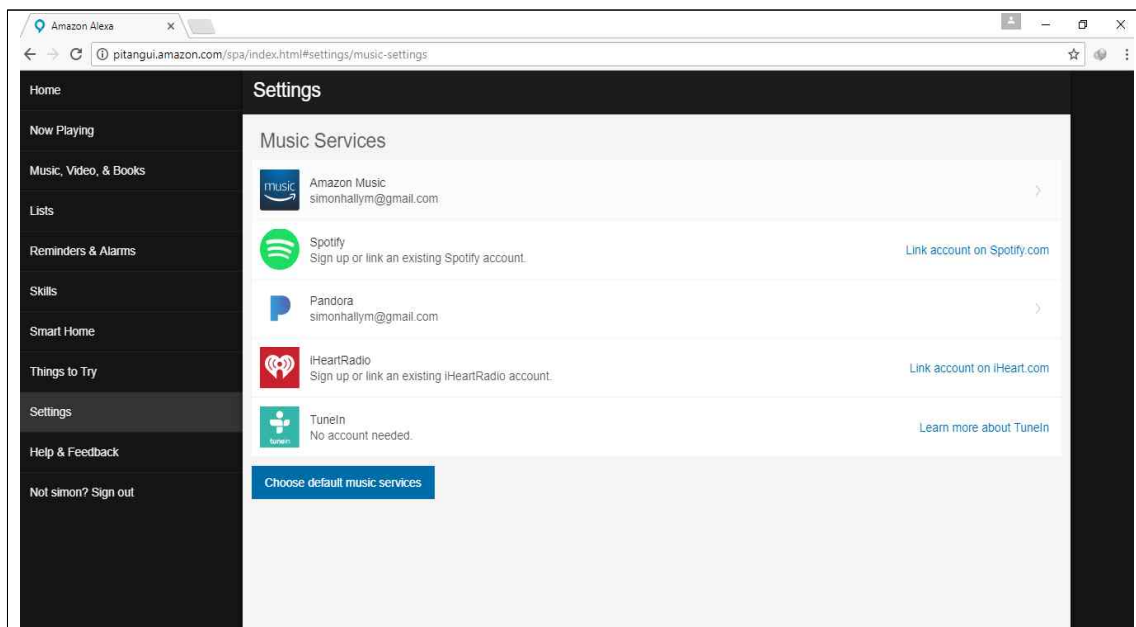 Amazon Alexa
pitangui.amazon.com/spa/index.html#settings/music-settings
Home
Now Playing
Music, Video, & Books
Lists
Reminders & Alarms
Skills
Smart Home
Things to Try
Settings
Help & Feedback
Not simon? Sign out
Settings
Music Services
music
Amazon Music
simonhallym@gmail.com
Spotify
Sign up or link an existing Spotify account.
Link account on Spotify.com
Pandora
simonhallym@gmail.com
iHeartRadio
Sign up or link an existing iHeartRadio account.
Link account on iHeart.com
tunein
TuneIn
No account needed.
Learn more about TuneIn
Choose default music services